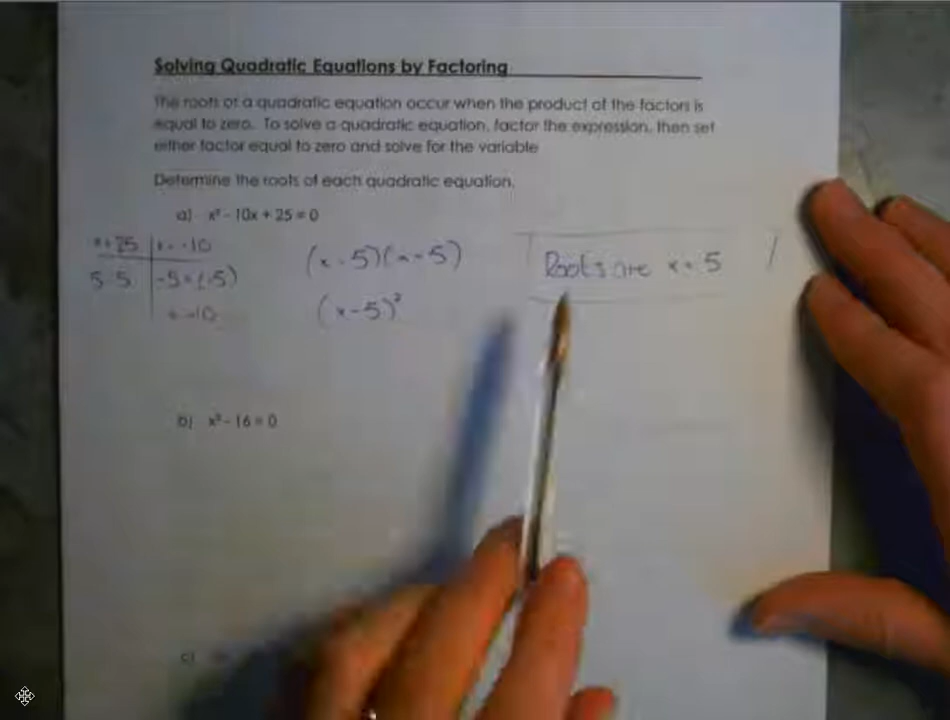 Solving Quadratic Equations by Factoring
The roots of a quadratic equation occur when the product of the factors is
equal to zero. To solve a quadratic equation, factor the expression, then set
either factor equal to zero and solve for the variable
Determine the roots of each quadratic equation.
a) x² - 10x + 25 = 0
x + 25 x - -10 (x - 5)(x - 5) Roots are x = 5
5 5 -5 + (-5)
-10 (x - 5)²
b) x² - 16 = 0
c)